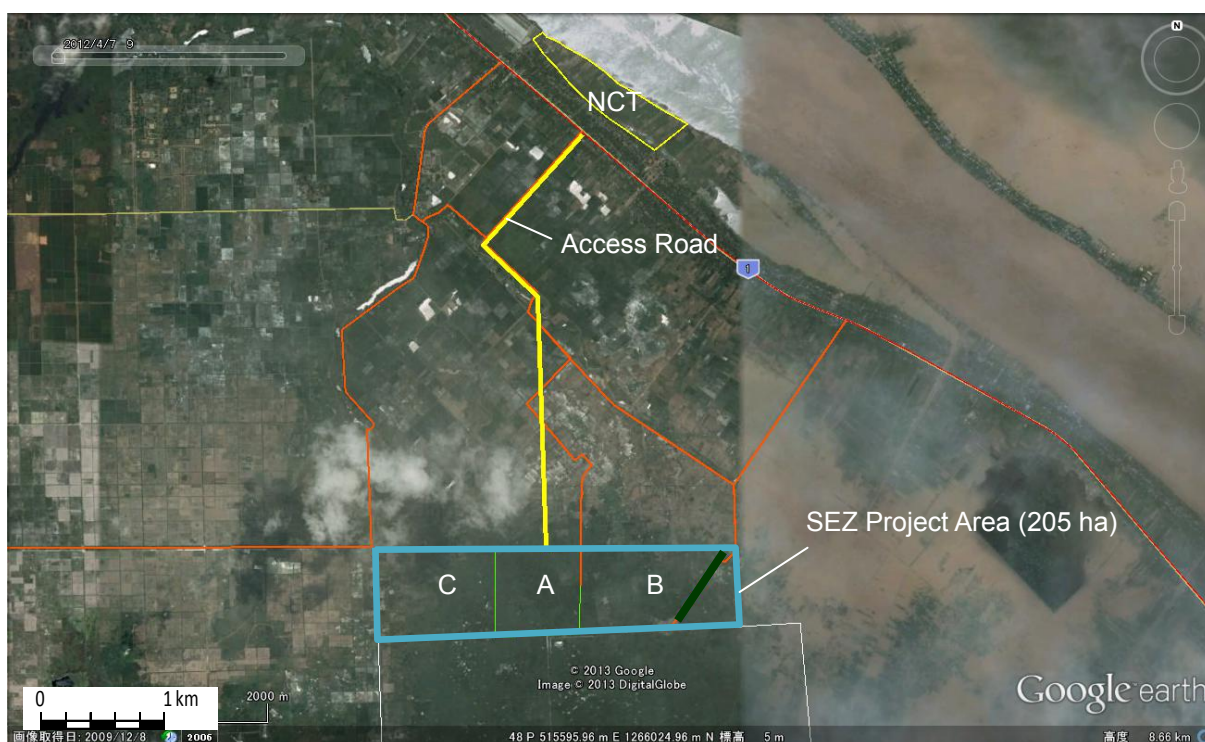 2012/4/7 9
N
NCT
Access Road
1
SEZ Project Area (205 ha)
C
A
B
© 2013 Google
Image © 2013 DigitalGlobe
Google earth
0 1 km
2000 m
画像取得日: 2009/12/8 2006
48 P 515595.96 m E 1266024.96 m N 標高 5 m
高度 8.66 km